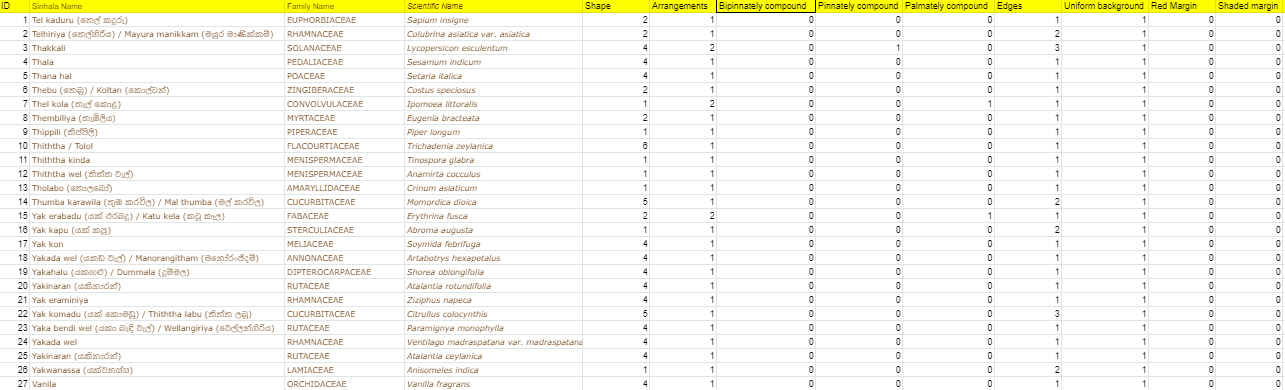 ID Sinhala Name Family Name Scientific Name Shape Arrangements Bipinnately compound Pinnately compound Palmately compound Edges Uniform background Red Margin Shaded margin
1 Tel kaduru (තෙල් කදුරු) EUPHORBIACEAE Sapium insigne 2 1 0 0 0 1 1 0 0
2 Telhiriya (තෙල්හිරිය) / Mayura manikkam (මයුර මාණික්කම්) RHAMNACEAE Colubrina asiatica var. asiatica 2 1 0 0 0 2 1 0 0
3 Thakkali SOLANACEAE Lycopersicon esculentum 4 2 0 1 0 3 1 0 0
4 Thala PEDALIACEAE Sesamum indicum 4 1 0 0 0 1 1 0 0
5 Thana hal POACEAE Setaria italica 4 1 0 0 0 1 1 0 0
6 Thebu (තෙබු) / Koltan (කොල්ටන්) ZINGIBERACEAE Costus speciosus 2 1 0 0 0 1 1 0 0
7 Thel kola (තැල් කොළ) CONVOLVULACEAE Ipomoea littoralis 1 2 0 0 1 1 1 0 0
8 Thembiliya (තැඹිලිය) MYRTACEAE Eugenia bracteata 2 1 0 0 0 1 1 0 0
9 Thippili (තිප්පිලි) PIPERACEAE Piper longum 1 1 0 0 0 1 1 0 0
10 Thiththa / Tolol FLACOURTIACEAE Trichadenia zeylanica 6 1 0 0 0 1 1 0 0
11 Thiththa kinda MENISPERMACEAE Tinospora glabra 1 1 0 0 0 1 1 0 0
12 Thiththa wel (තිත්ත වැල්) MENISPERMACEAE Anamirta cocculus 1 1 0 0 0 1 1 0 0
13 Tholabo (තොලබෝ) AMARYLLIDACEAE Crinum asiaticum 1 1 0 0 0 1 1 0 0
14 Thumba karawila (තුඹ කරවිල) / Mal thumba (මල් කරවිල) CUCURBITACEAE Momordica dioica 5 1 0 0 0 2 1 0 0
15 Yak erabadu (යක් එරබදු) / Katu kela (කටු කෑල) FABACEAE Erythrina fusca 2 2 0 0 1 1 1 0 0
16 Yak kapu (යක් කපු) STERCULIACEAE Abroma augusta 1 1 0 0 0 2 1 0 0
17 Yak kon MELIACEAE Soymida febrifuga 4 1 0 0 0 1 1 0 0
18 Yakada wel (යකඩ වැල්) / Manorangitham (මනෝරංජිදම්) ANNONACEAE Artabotrys hexapetalus 4 1 0 0 0 1 1 0 0
19 Yakahalu (යකහළු) / Dummala (දුම්මල) DIPTEROCARPACEAE Shorea oblongifolia 4 1 0 0 0 1 1 0 0
20 Yakinaran (යකිනාරන්) RUTACEAE Atalantia rotundifolia 4 1 0 0 0 1 1 0 0
21 Yak eraminiya RHAMNACEAE Ziziphus napeca 4 1 0 0 0 1 1 0 0
22 Yak komadu (යක් කොමඩු) / Thiththa labu (තිත්ත ලබු) CUCURBITACEAE Citrullus colocynthis 5 1 0 0 0 3 1 0 0
23 Yaka bendi wel (යකා බැඳි වැල්) / Wellangiriya (වෙල්ලන්ගිරිය) RUTACEAE Paramignya monophylla 4 1 0 0 0 1 1 0 0
24 Yakada wel RHAMNACEAE Ventilago madraspatana var. madraspatana 4 1 0 0 0 1 1 0 0
25 Yakinaran (යකිනාරන්) RUTACEAE Atalantia ceylanica 4 1 0 0 0 1 1 0 0
26 Yakwanassa (යක්වනස්ස) LAMIACEAE Anisomeles indica 1 1 0 0 0 2 1 0 0
27 Vanila ORCHIDACEAE Vanilla fragrans 4 1 0 0 0 1 1 0 0